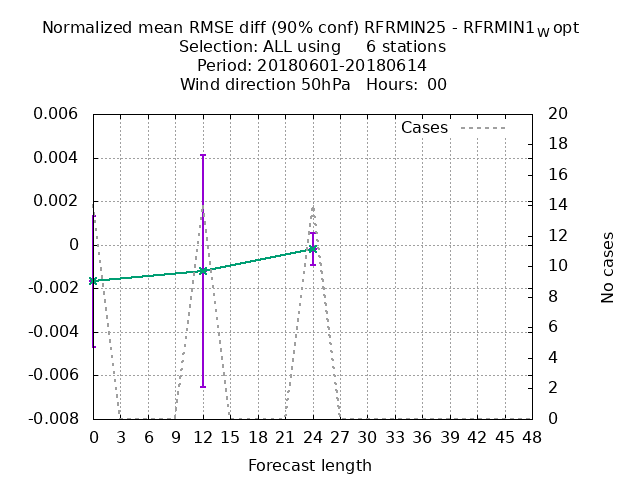 Normalized mean RMSE diff (90% conf) RFRMIN25 - RFRMIN1w opt
Selection: ALL using     6 stations
Period: 20180601-20180614
Wind direction 50hPa   Hours:  00
0.006
0.004
0.002
0
-0.002
-0.004
-0.006
-0.008
Cases
20
18
16
14
12
10
8
6
4
2
0
No cases
0 3 6 9 12 15 18 21 24 27 30 33 36 39 42 45 48
Forecast length